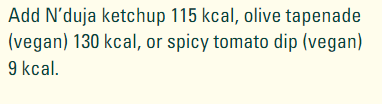 Add N’duja ketchup 115 kcal, olive tapenade
(vegan) 130 kcal, or spicy tomato dip (vegan)
9 kcal.